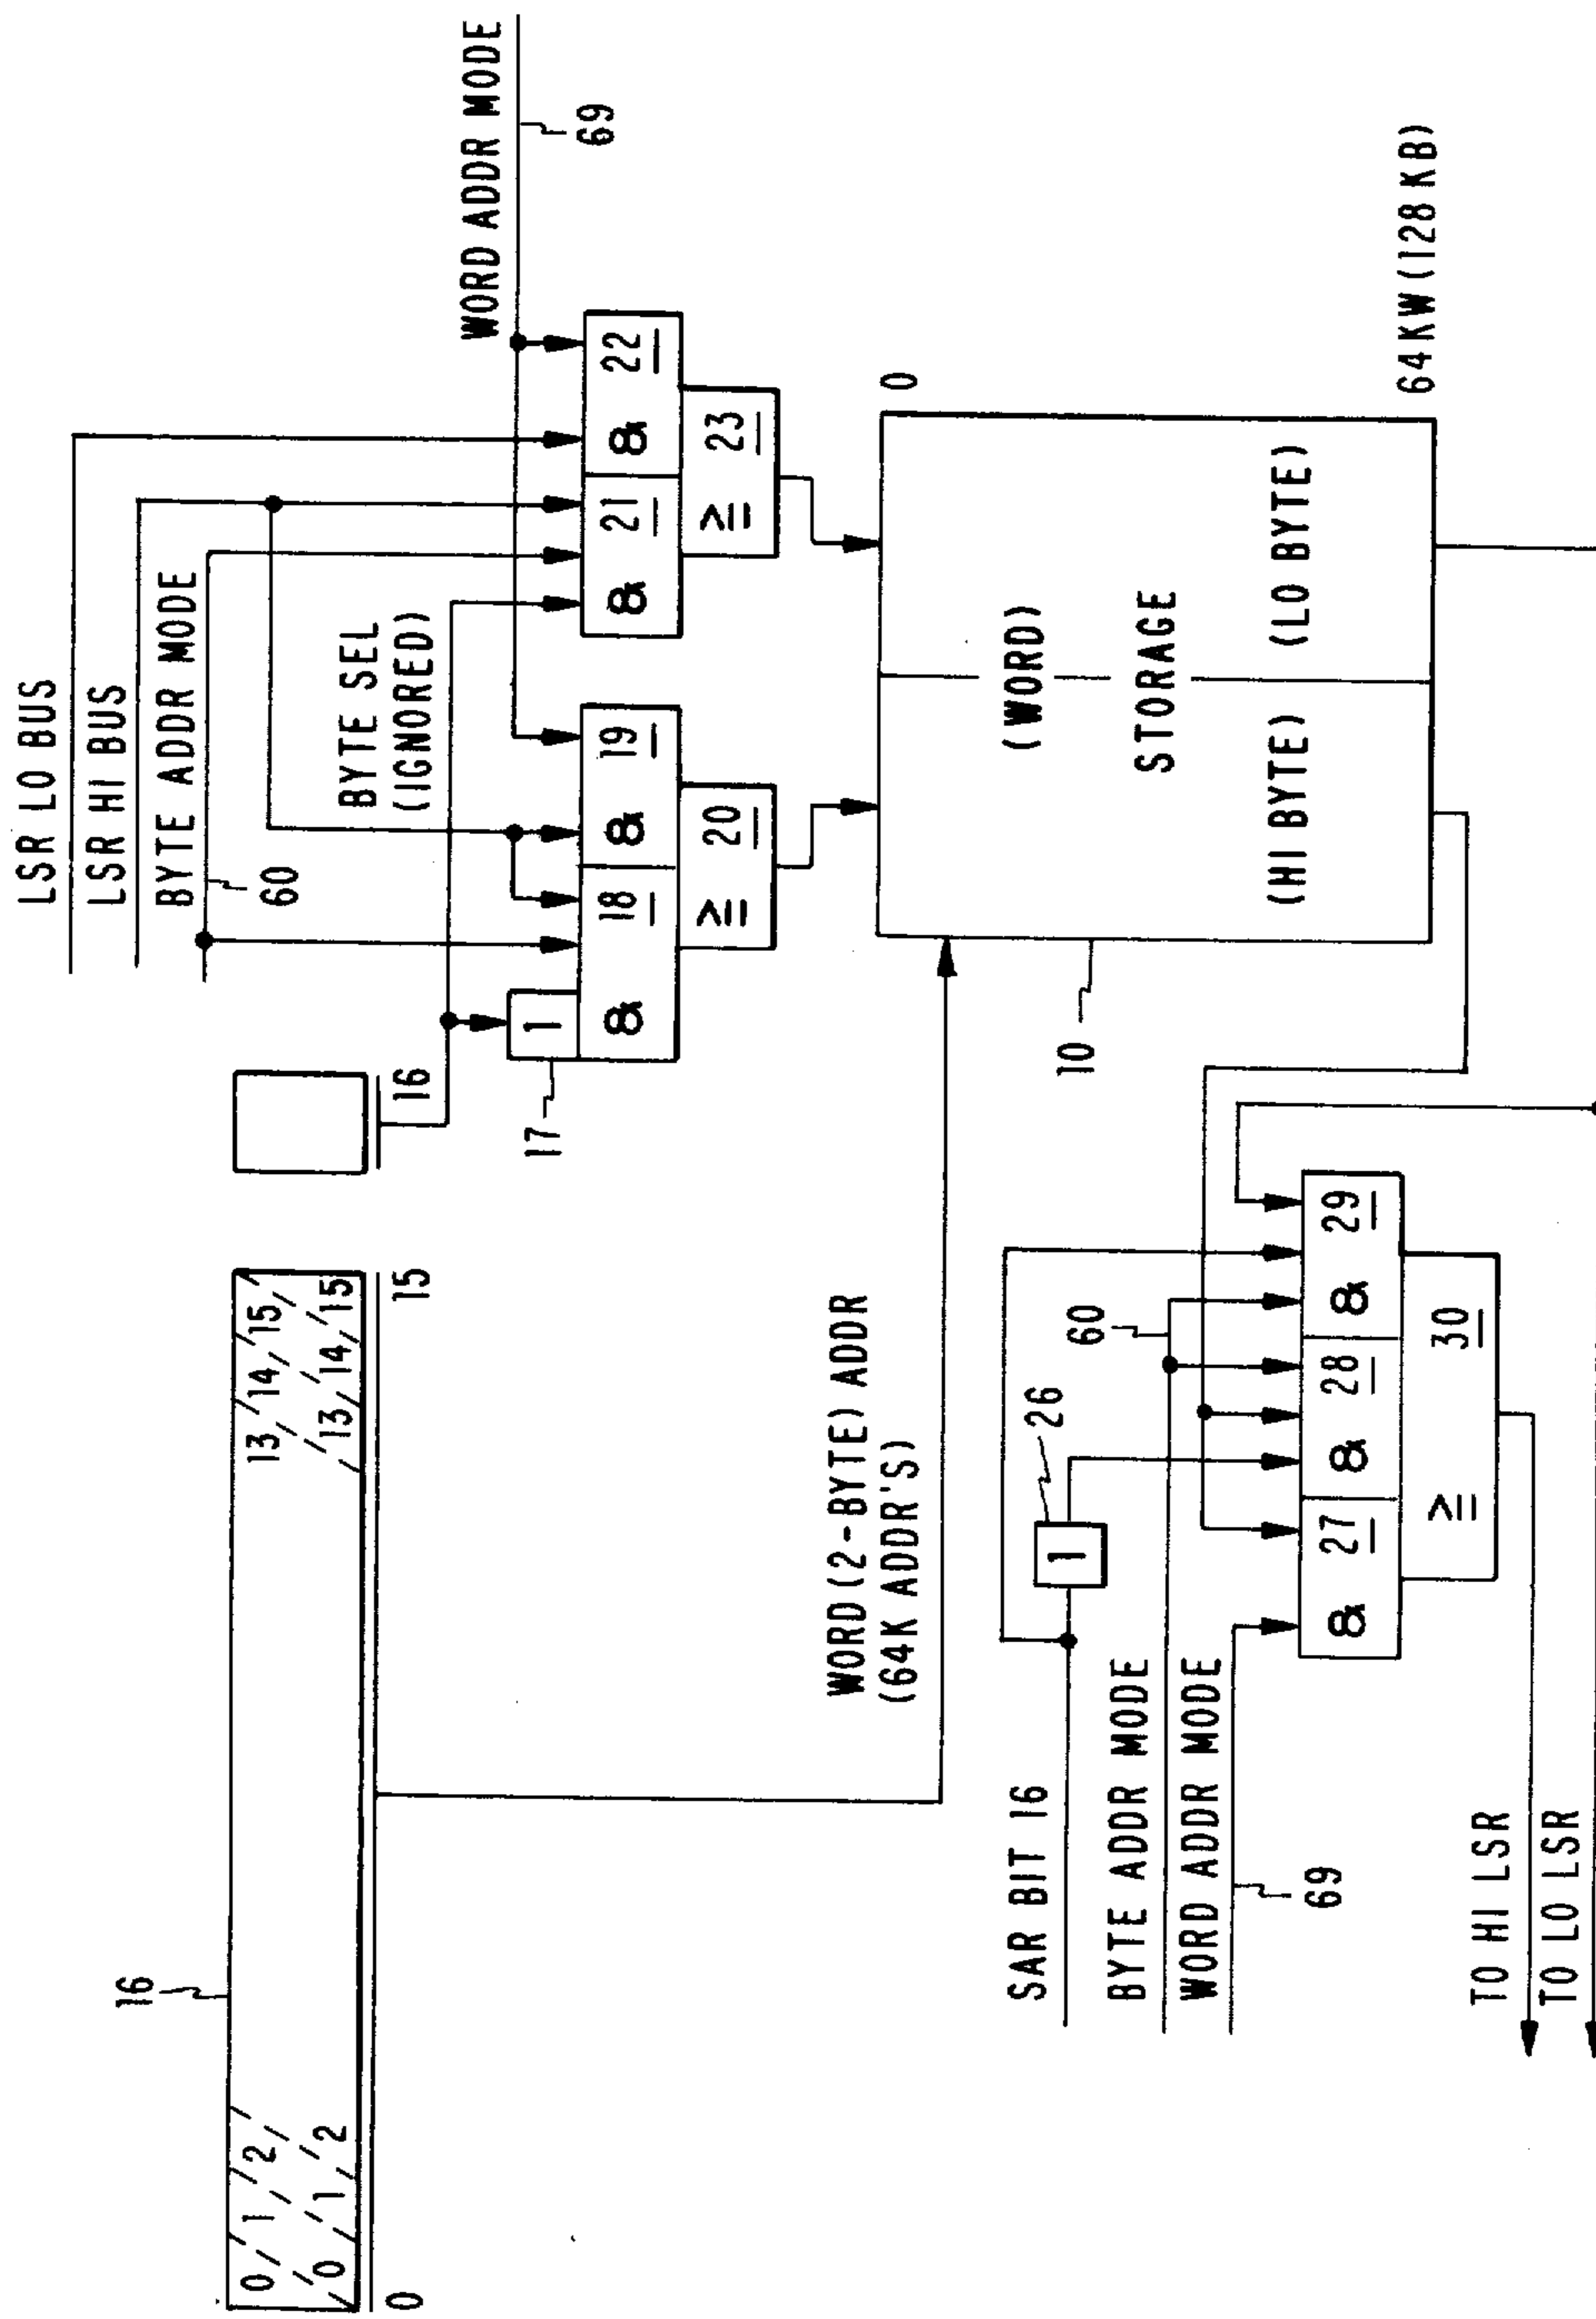 16
0 1 2
0 1 2
13 14 15
13 14 15
0
15
16
LSR LO BUS
LSR HI BUS
BYTE ADDR MODE
60
WORD ADDR MODE
69
BYTE SEL
(IGNORED)
17
1
& 18
& 19
≥ 20
& 21
& 22
≥ 23
WORD (2-BYTE) ADDR
(64K ADDR'S)
10
(WORD)
STORAGE
(HI BYTE)
(LO BYTE)
0
64KW (128 KB)
SAR BIT 16
1
26
BYTE ADDR MODE
60
WORD ADDR MODE
69
& 27
& 28
& 29
≥ 30
TO HI LSR
TO LO LSR